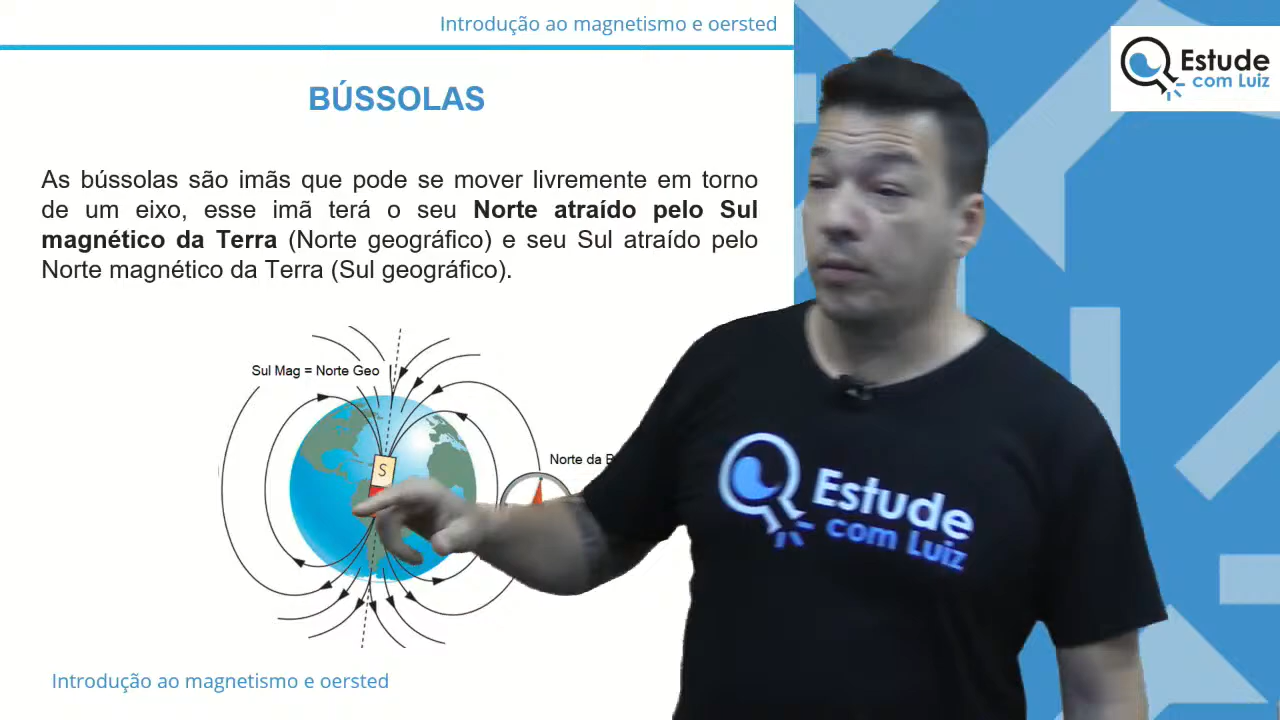 Introdução ao magnetismo e oersted
Estude
com Luiz
BÚSSOLAS
As bússolas são imãs que pode se mover livremente em torno
de um eixo, esse imã terá o seu Norte atraído pelo Sul
magnético da Terra (Norte geográfico) e seu Sul atraído pelo
Norte magnético da Terra (Sul geográfico).
Sul Mag = Norte Geo
S
Norte da
Estude
com Luiz
Introdução ao magnetismo e oersted